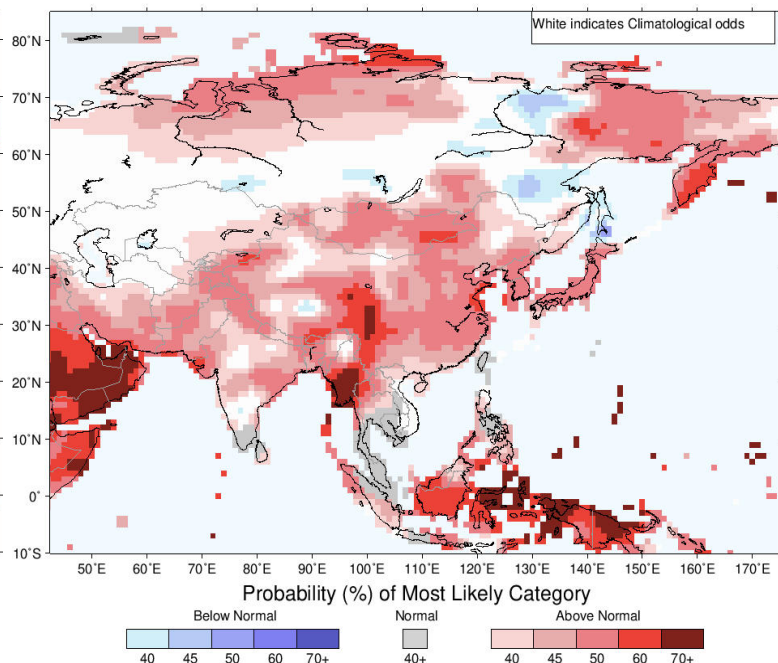 White indicates Climatological odds
80°N
70°N
60°N
50°N
40°N
30°N
20°N
10°N
0°
10°S
50°E 60°E 70°E 80°E 90°E 100°E 110°E 120°E 130°E 140°E 150°E 160°E 170°E
Probability (%) of Most Likely Category
Below Normal Normal Above Normal
40 45 50 60 70+ 40+ 40 45 50 60 70+